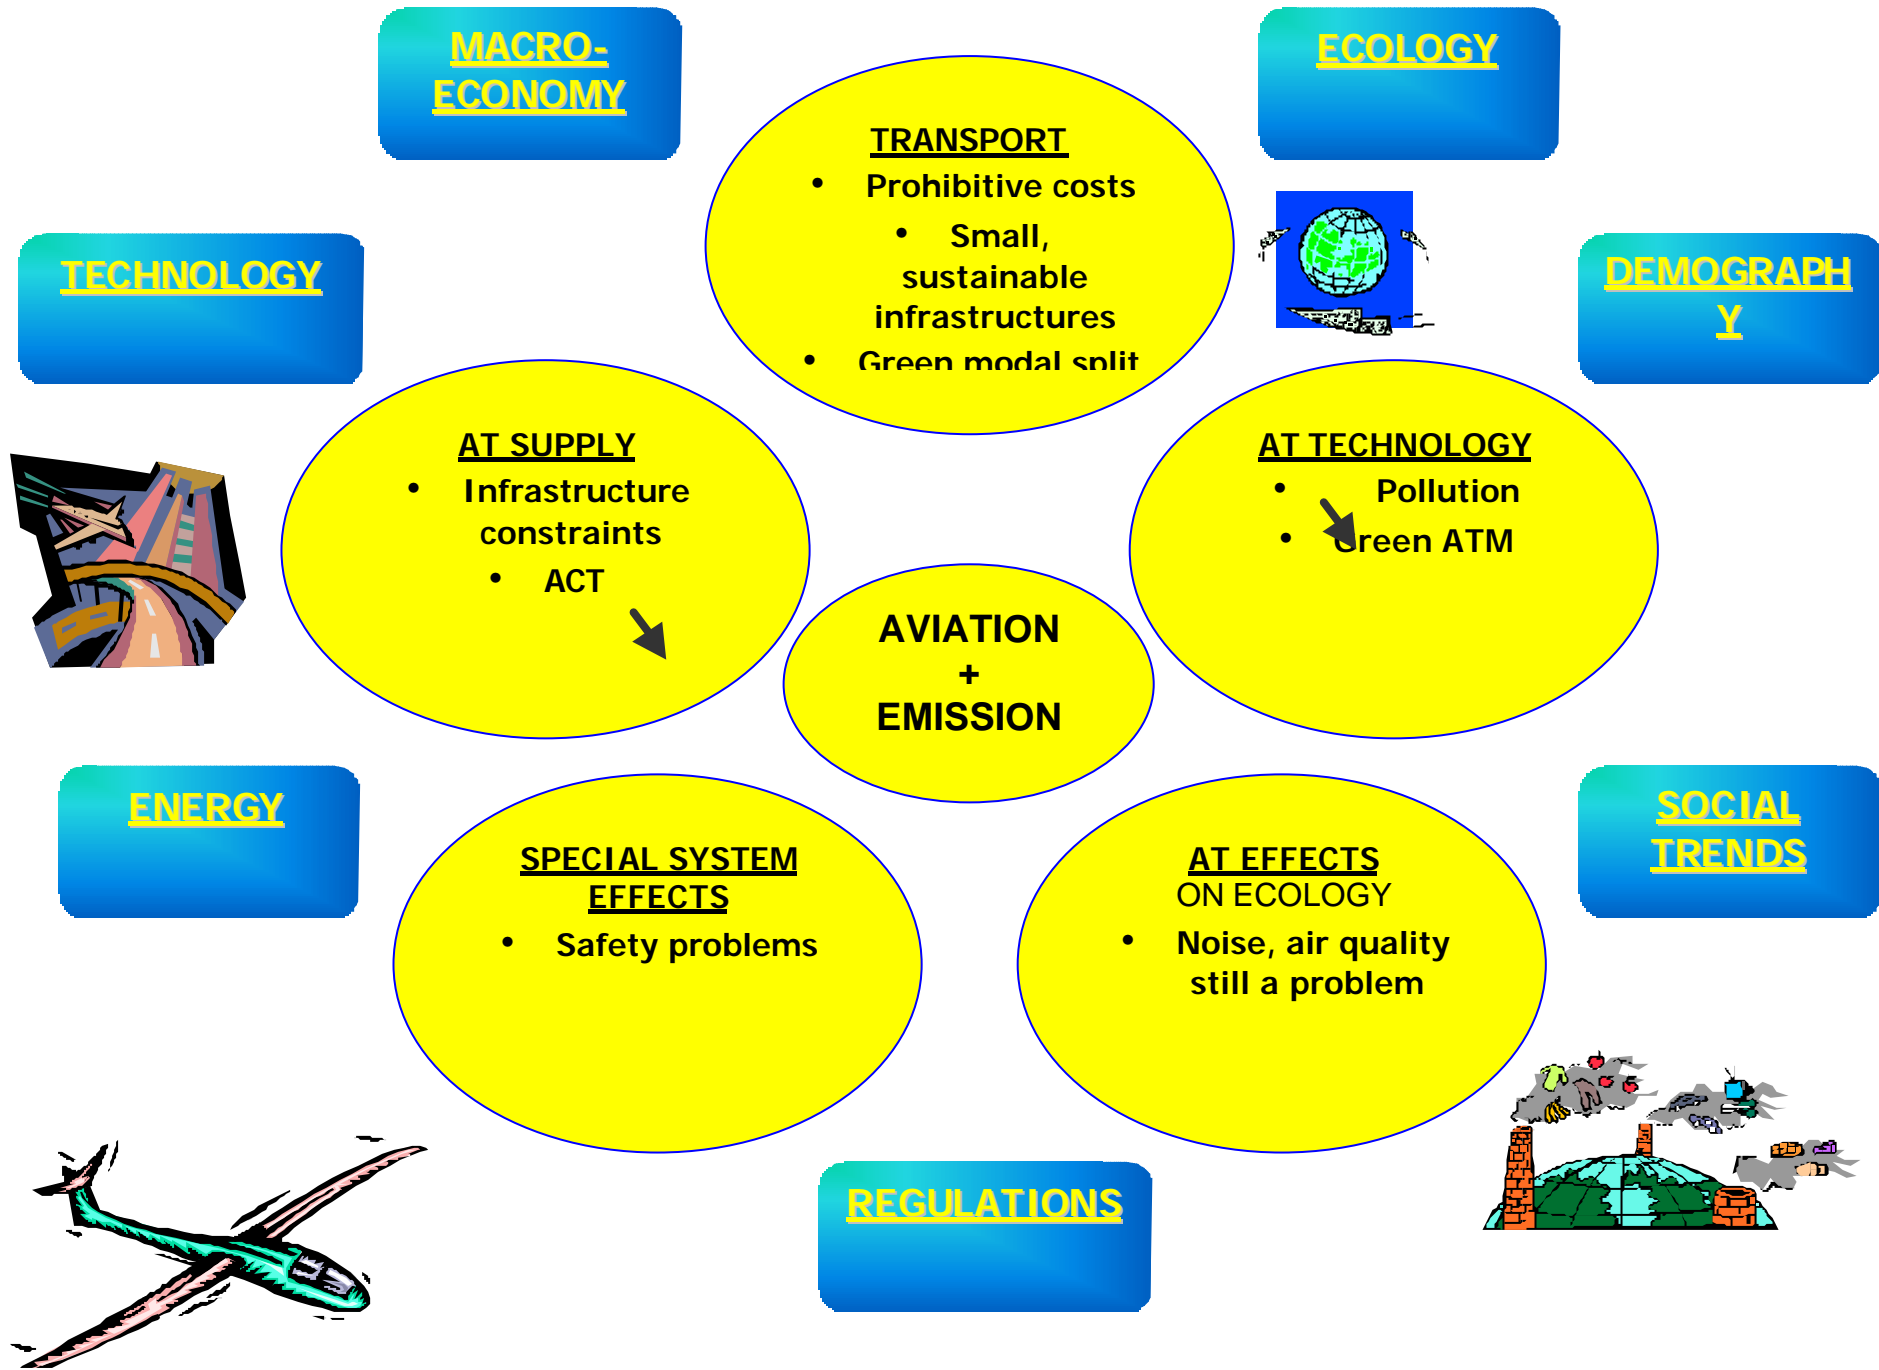 MACRO-
ECONOMY
ECOLOGY
TRANSPORT
• Prohibitive costs
• Small,
sustainable
infrastructures
• Green modal split
TECHNOLOGY
DEMOGRAPH
Y
AT SUPPLY
• Infrastructure
constraints
• ACT
AT TECHNOLOGY
• Pollution
• Green ATM
AVIATION
+
EMISSION
ENERGY
SOCIAL
TRENDS
SPECIAL SYSTEM
EFFECTS
• Safety problems
AT EFFECTS
ON ECOLOGY
• Noise, air quality
still a problem
REGULATIONS